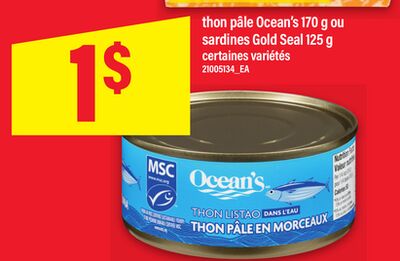 thon pâle Ocean's 170 g ou
sardines Gold Seal 125 g
certaines variétés
21005134_EA
1$
MSC
Ocean's
THON LISTAO DANS L'EAU
THON PÂLE EN MORCEAUX